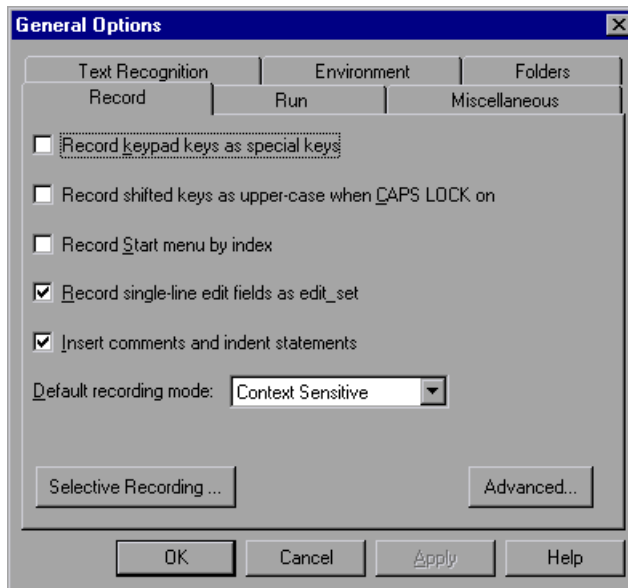 General Options
Text Recognition Environment Folders
Record Run Miscellaneous
Record keypad keys as special keys
Record shifted keys as upper-case when CAPS LOCK on
Record Start menu by index
Record single-line edit fields as edit_set
Insert comments and indent statements
Default recording mode: Context Sensitive
Selective Recording ... Advanced...
OK Cancel Apply Help